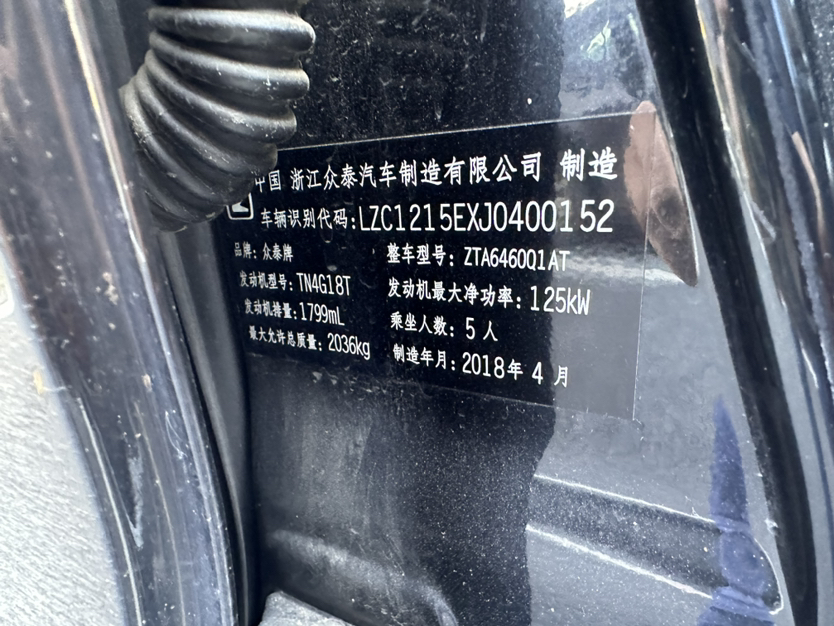 中国 浙江众泰汽车制造有限公司 制造
车辆识别代码:LZC1215EXJ0400152
品牌: 众泰牌 整车型号: ZTA6460Q1AT
发动机型号: TN4G18T 发动机最大净功率: 125kW
发动机排量: 1799mL 乘坐人数: 5 人
最大允许总质量: 2036kg 制造年月: 2018年 4 月